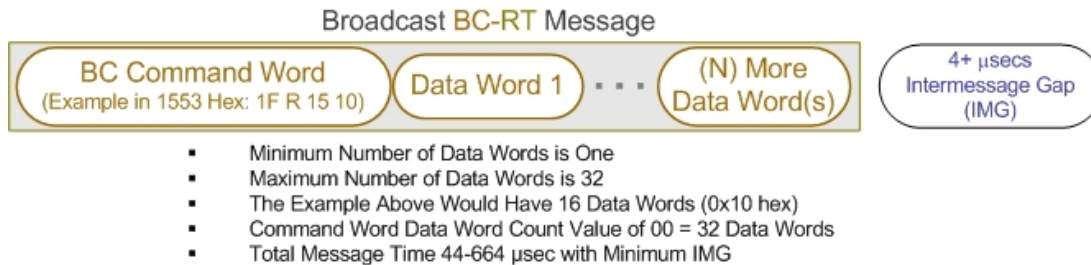 Broadcast BC-RT Message
BC Command Word
(Example in 1553 Hex: 1F R 15 10)
Data Word 1
(N) More
Data Word(s)
4+ μsecs
Intermessage Gap
(IMG)
▪ Minimum Number of Data Words is One
▪ Maximum Number of Data Words is 32
▪ The Example Above Would Have 16 Data Words (0x10 hex)
▪ Command Word Data Word Count Value of 00 = 32 Data Words
▪ Total Message Time 44-664 µsec with Minimum IMG